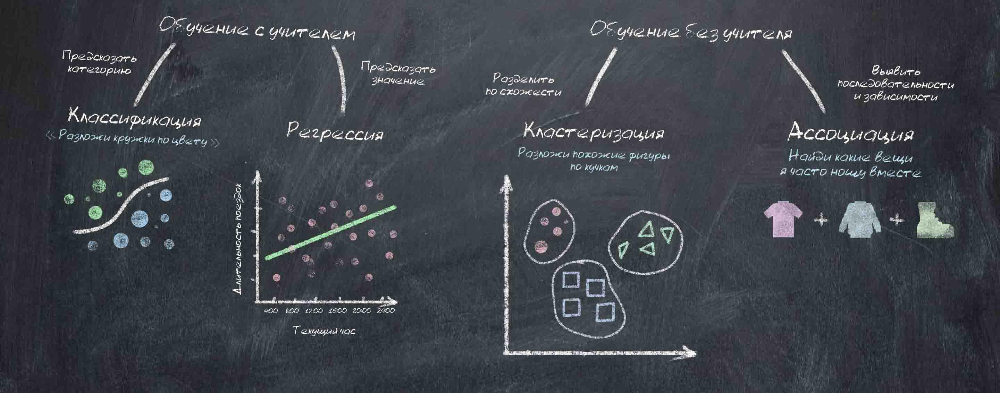 Обучение с учителем
Предсказать
категорию
Предсказать
значение
Классификация
« Разложи кружки по цвету »
Регрессия
Длительность поездок
4:00 8:00 12:00 16:00 20:00 24:00
Текущий час
Обучение без учителя
Разделить
по схожести
Выявить
последовательности
и зависимости
Кластеризация
Разложи похожие фигуры
по кучкам
Ассоциация
Найди какие вещи
я часто ношу вместе
+ +